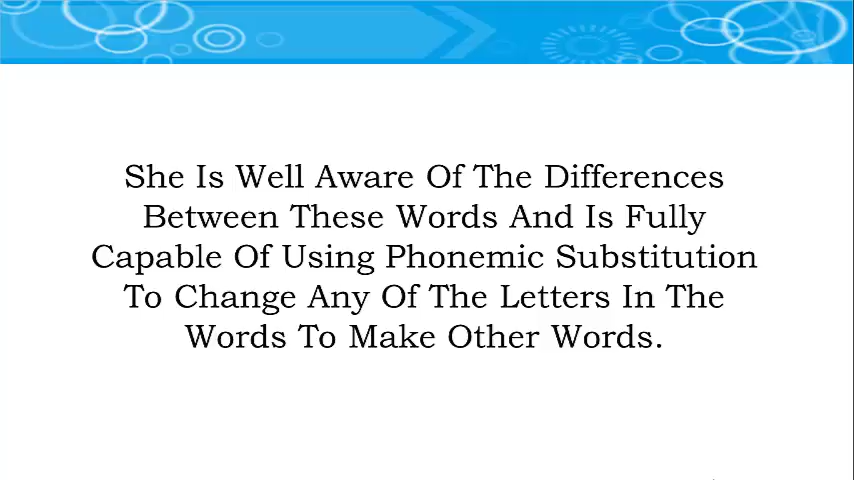 She Is Well Aware Of The Differences
Between These Words And Is Fully
Capable Of Using Phonemic Substitution
To Change Any Of The Letters In The
Words To Make Other Words.